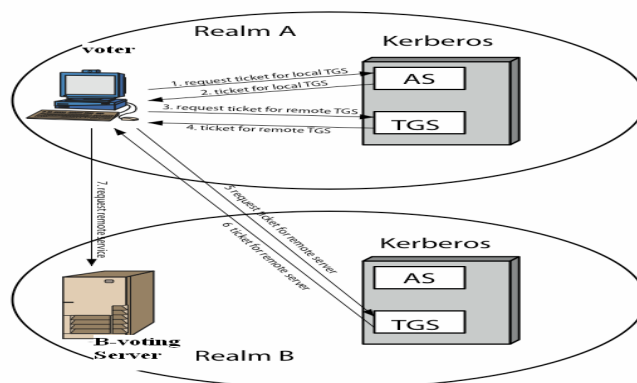 Realm A
voter
Kerberos
1. request ticket for local TGS
AS
2. ticket for local TGS
3. request ticket for remote TGS
4. ticket for remote TGS
TGS
7. request remote service
5 request ticket for remote server
6 ticket for remote server
Kerberos
AS
TGS
B-voting
Server
Realm B